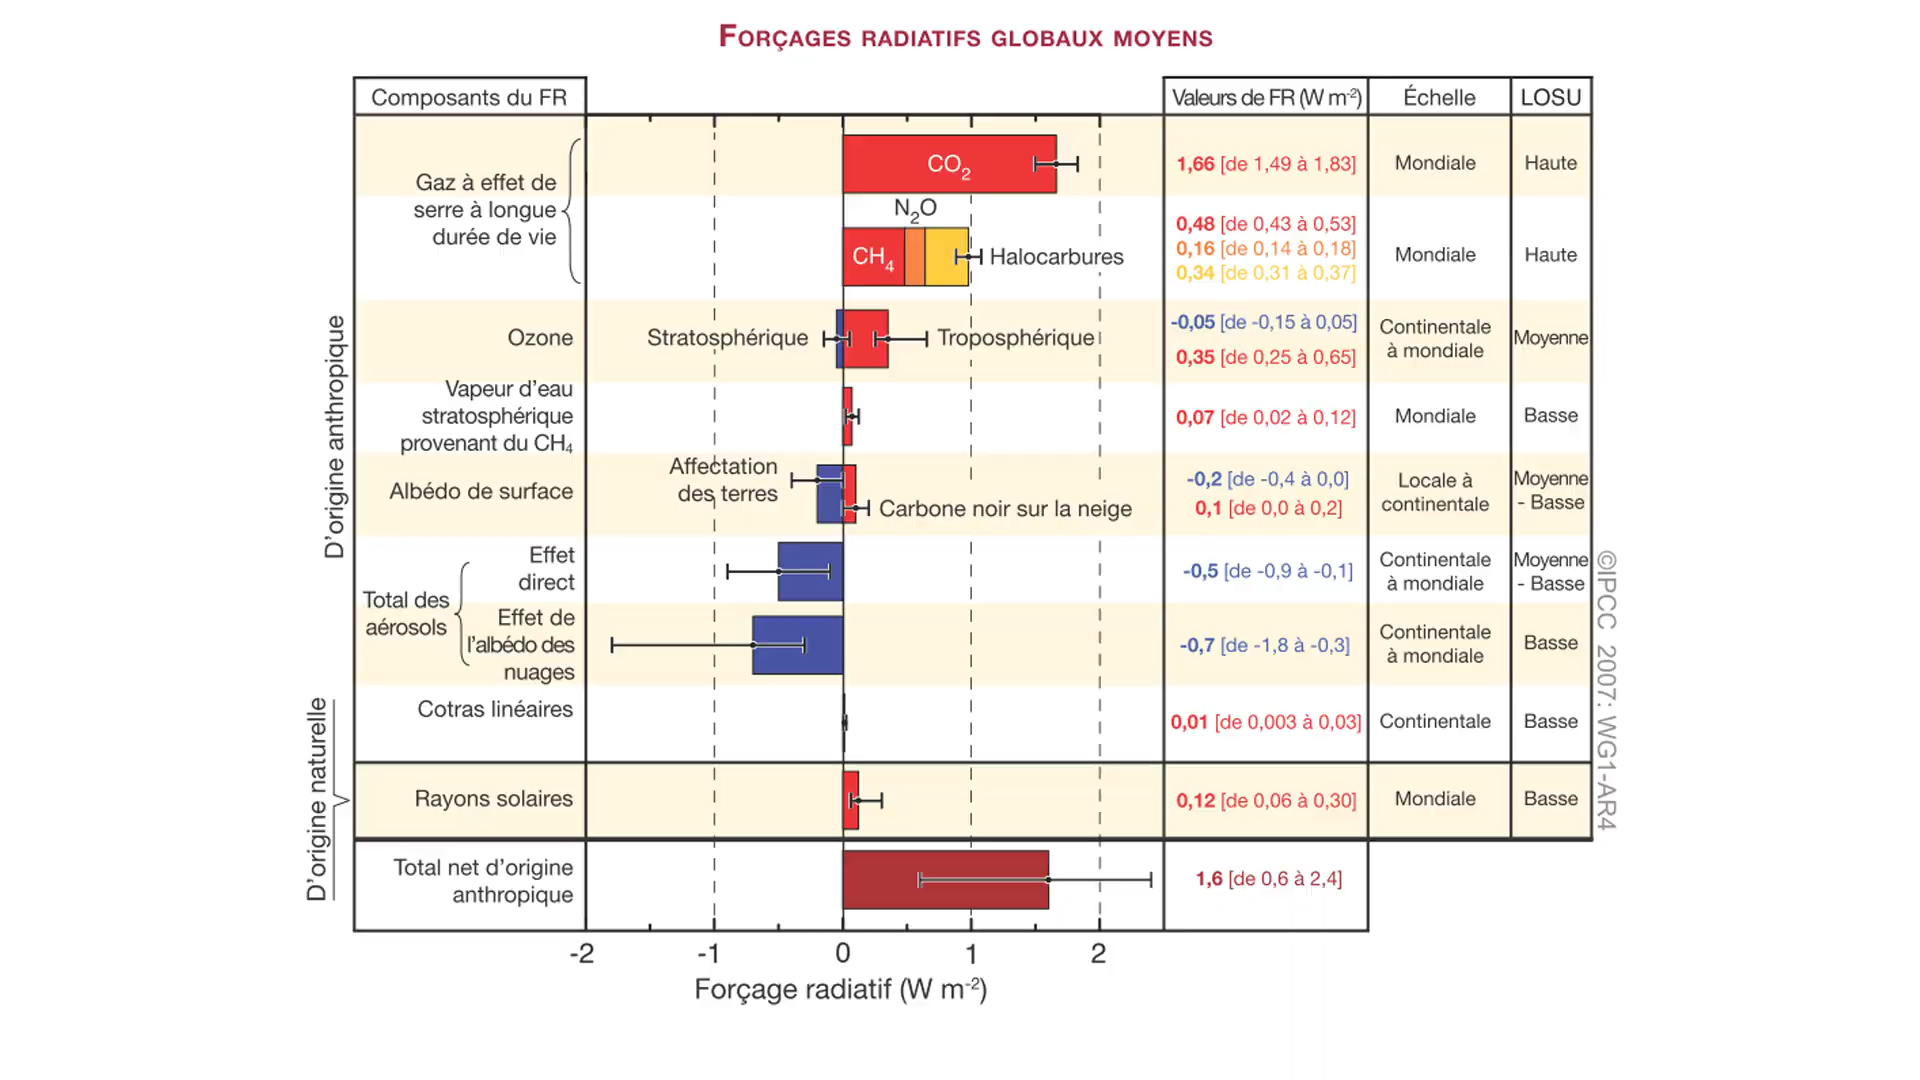 FORÇAGES RADIATIFS GLOBAUX MOYENS
Composants du FR
Valeurs de FR (W m-2)
Échelle
LOSU
D'origine anthropique
Gaz à effet de
serre à longue
durée de vie
CO2
1,66 [de 1,49 à 1,83]
Mondiale
Haute
N2O
CH4
Halocarbures
0,48 [de 0,43 à 0,53]
0,16 [de 0,14 à 0,18]
0,34 [de 0,31 à 0,37]
Mondiale
Haute
Ozone
Stratosphérique
Troposphérique
-0,05 [de -0,15 à 0,05]
0,35 [de 0,25 à 0,65]
Continentale
à mondiale
Moyenne
Vapeur d'eau
stratosphérique
provenant du CH4
0,07 [de 0,02 à 0,12]
Mondiale
Basse
Albédo de surface
Affectation
des terres
Carbone noir sur la neige
-0,2 [de -0,4 à 0,0]
0,1 [de 0,0 à 0,2]
Locale à
continentale
Moyenne
- Basse
Total des
aérosols
Effet
direct
-0,5 [de -0,9 à -0,1]
Continentale
à mondiale
Moyenne
- Basse
Effet de
l'albédo des
nuages
-0,7 [de -1,8 à -0,3]
Continentale
à mondiale
Basse
Cotras linéaires
0,01 [de 0,003 à 0,03]
Continentale
Basse
D'origine naturelle
Rayons solaires
0,12 [de 0,06 à 0,30]
Mondiale
Basse
Total net d'origine
anthropique
1,6 [de 0,6 à 2,4]
-2 -1 0 1 2
Forçage radiatif (W m-2)
©IPCC 2007: WG1-AR4